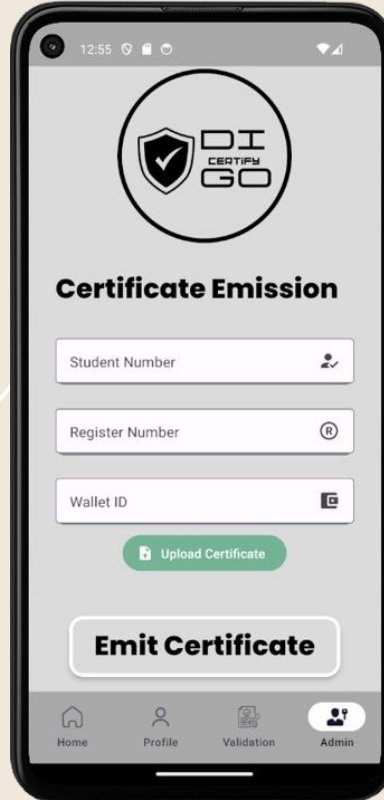 12:55
DI
CERTIFY
GO
Certificate Emission
Student Number
Register Number
R
Wallet ID
Upload Certificate
Emit Certificate
Home Profile Validation Admin